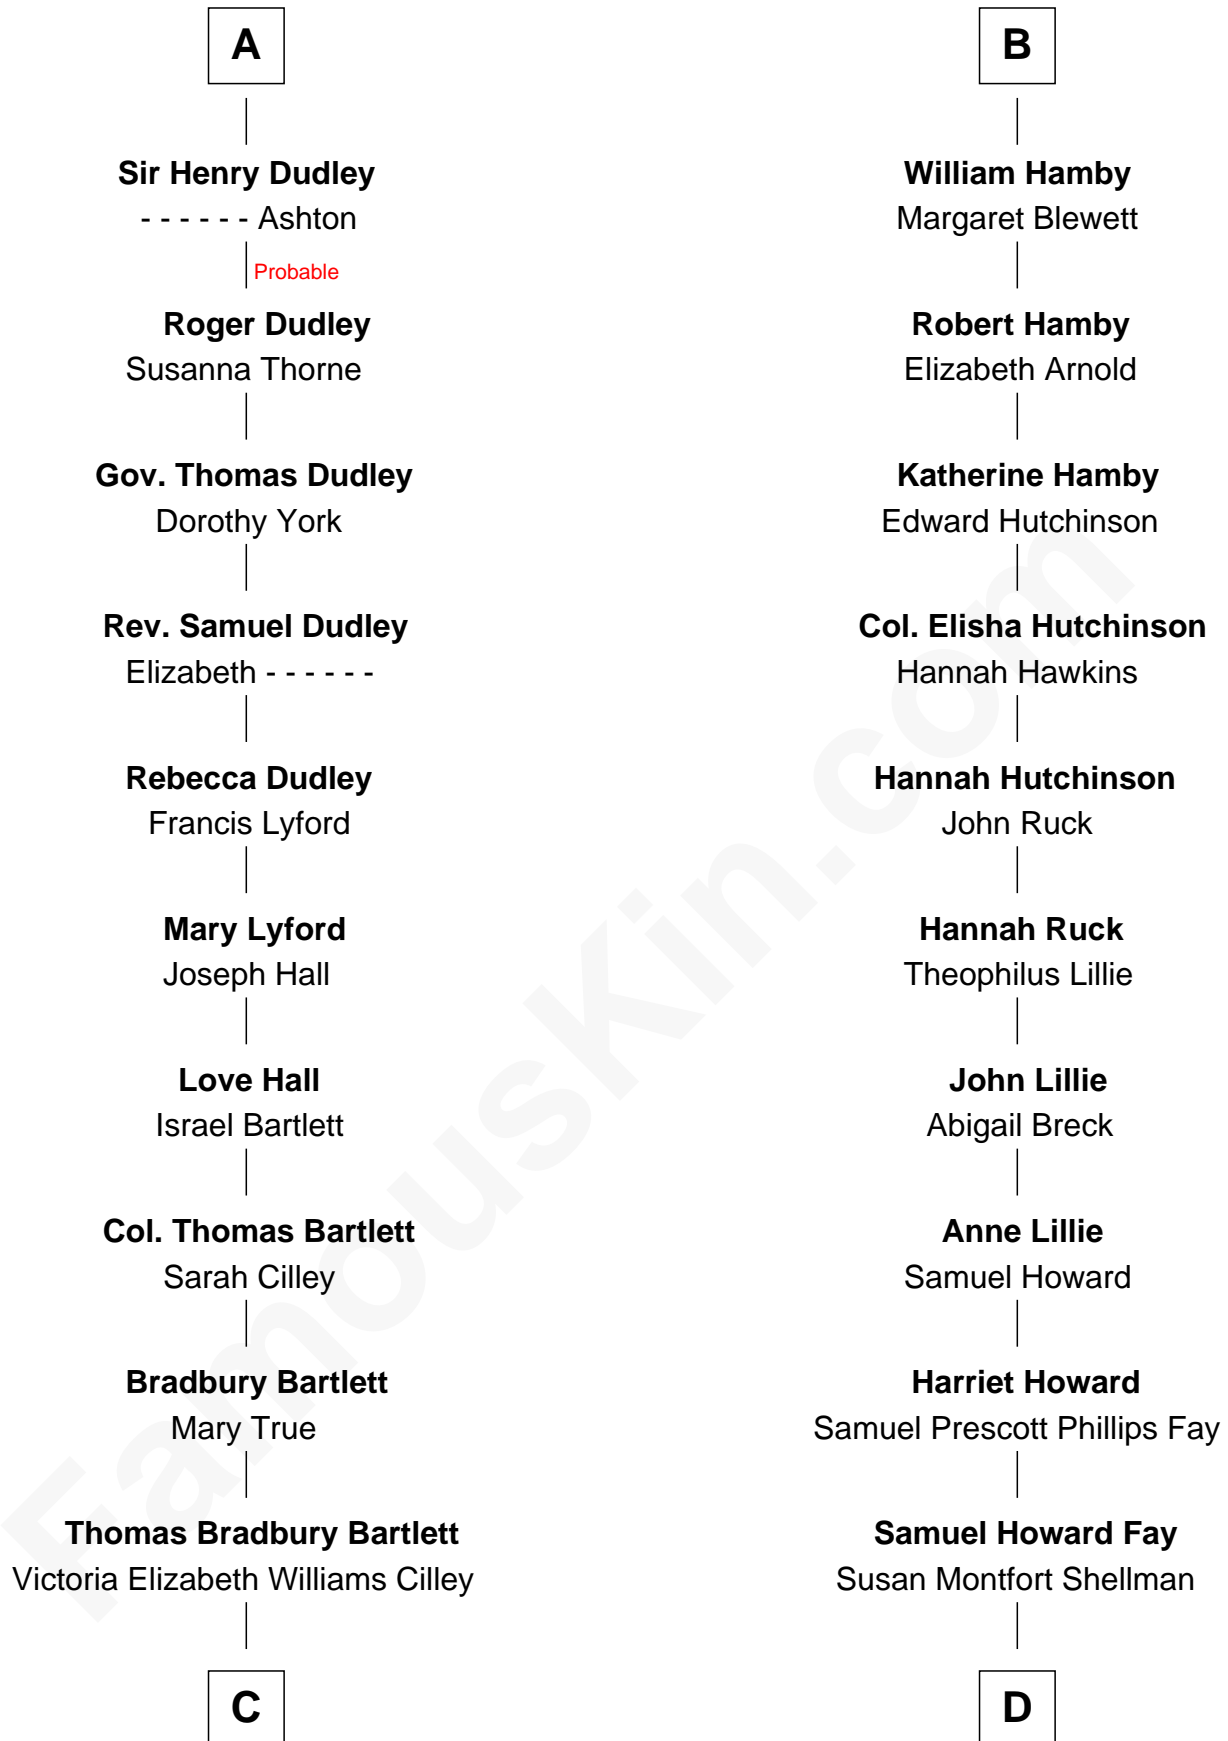 A
Sir Henry Dudley
- - - - - - Ashton
Probable
Roger Dudley
Susanna Thorne
Gov. Thomas Dudley
Dorothy York
Rev. Samuel Dudley
Elizabeth - - - - - -
Rebecca Dudley
Francis Lyford
Mary Lyford
Joseph Hall
Love Hall
Israel Bartlett
Col. Thomas Bartlett
Sarah Cilley
Bradbury Bartlett
Mary True
Thomas Bradbury Bartlett
Victoria Elizabeth Williams Cilley
C
B
William Hamby
Margaret Blewett
Robert Hamby
Elizabeth Arnold
Katherine Hamby
Edward Hutchinson
Col. Elisha Hutchinson
Hannah Hawkins
Hannah Hutchinson
John Ruck
Hannah Ruck
Theophilus Lillie
John Lillie
Abigail Breck
Anne Lillie
Samuel Howard
Harriet Howard
Samuel Prescott Phillips Fay
Samuel Howard Fay
Susan Montfort Shellman
D
FamousKin.com